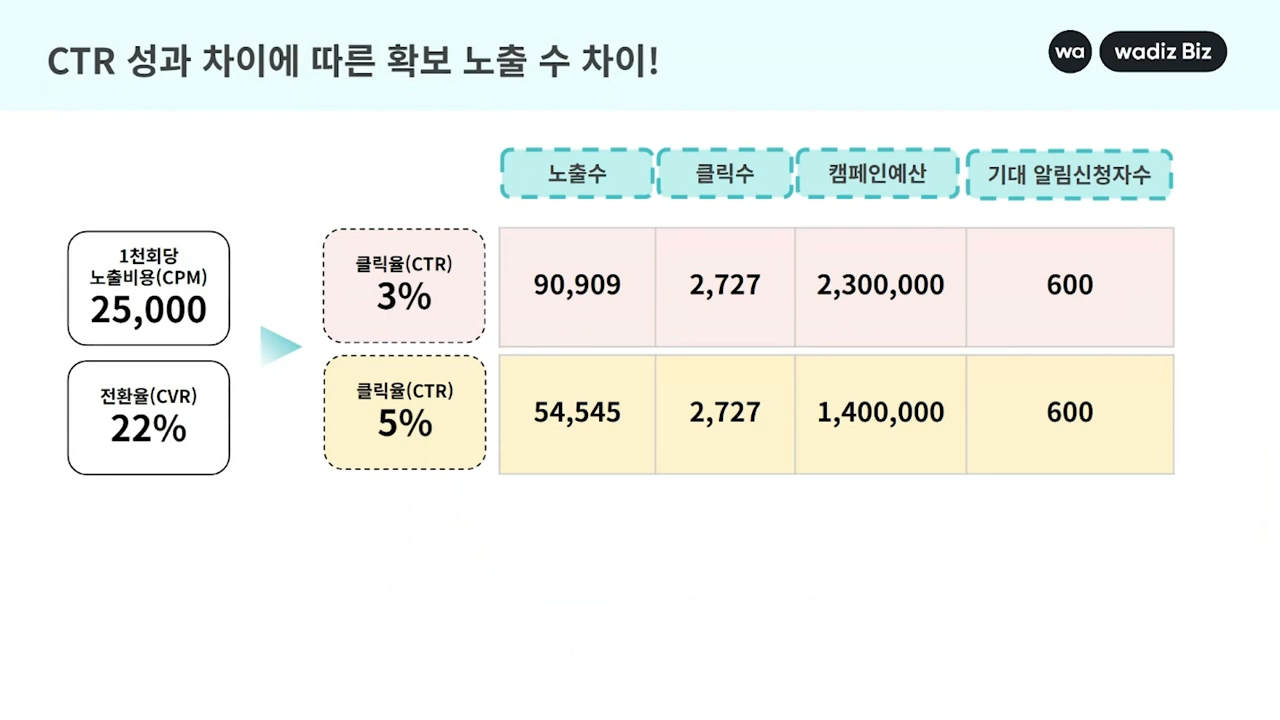 CTR 성과 차이에 따른 확보 노출 수 차이!
wa
wadiz Biz
노출수
클릭수
캠페인예산
기대 알림신청자수
1천회당
노출비용(CPM)
25,000
클릭율(CTR)
3%
90,909
2,727
2,300,000
600
전환율(CVR)
22%
클릭율(CTR)
5%
54,545
2,727
1,400,000
600